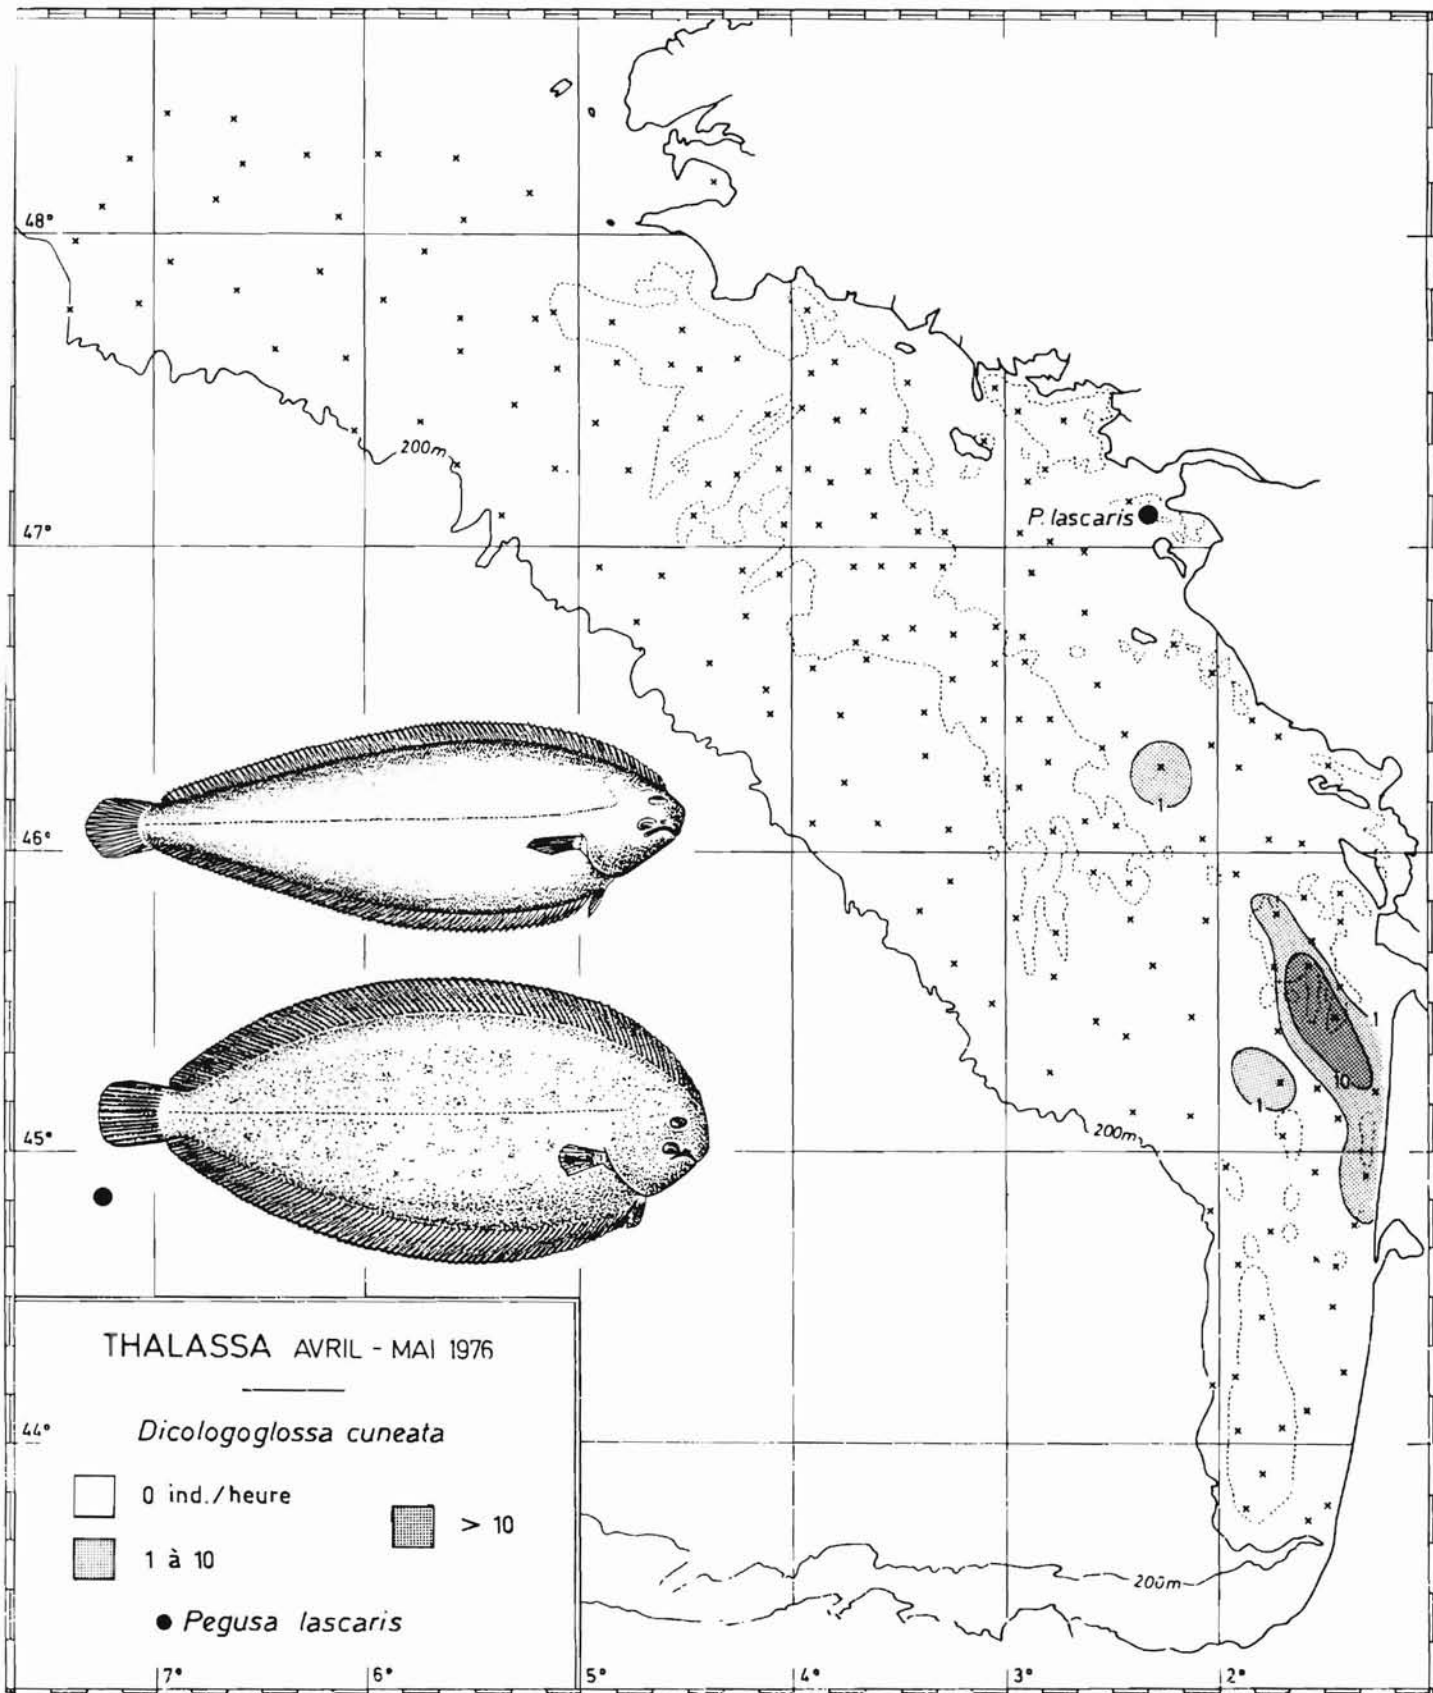 48°
200m
47°
P. lascaris
1
46°
1
10
1
45°
200m
THALASSA AVRIL - MAI 1976
Dicologoglossa cuneata
44°
0 ind./heure
> 10
1 à 10
Pegusa lascaris
200m
7°
6°
5°
4°
3°
2°